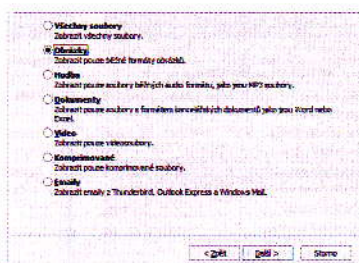 Všechny soubory
Zobrazit všechny soubory.
Obrázky
Zobrazit pouze běžné formáty obrázků.
Hudba
Zobrazit pouze soubory běžných audio formátu, jako jsou MP3 soubory.
Dokumenty
Zobrazit pouze soubory s formátem kancelářských dokumentů jako jsou Word nebo
Excel.
Video
Zobrazit pouze videosoubory.
Komprimované
Zobrazit pouze komprimované soubory.
Emaily
Zobrazit emaily z Thunderbird, Outlook Express a Windows Mail.
< Zpět Další > Storno